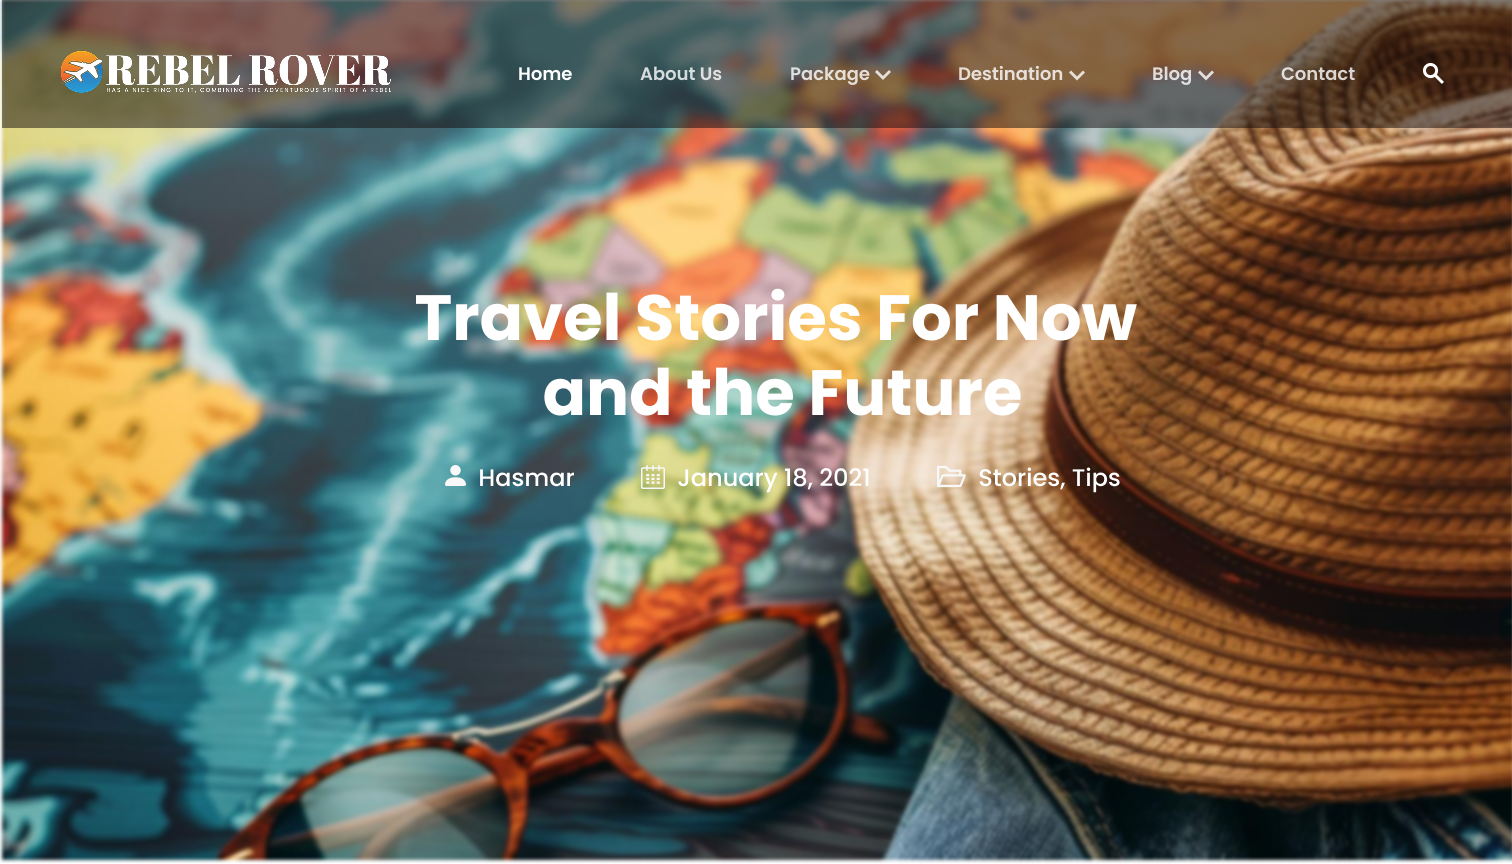 REBEL ROVER
HAS A NICE RING TO IT, COMBINING THE ADVENTUROUS SPIRIT OF A REBEL
Home About Us Package Destination Blog Contact
Travel Stories For Now
and the Future
Hasmar January 18, 2021 Stories, Tips